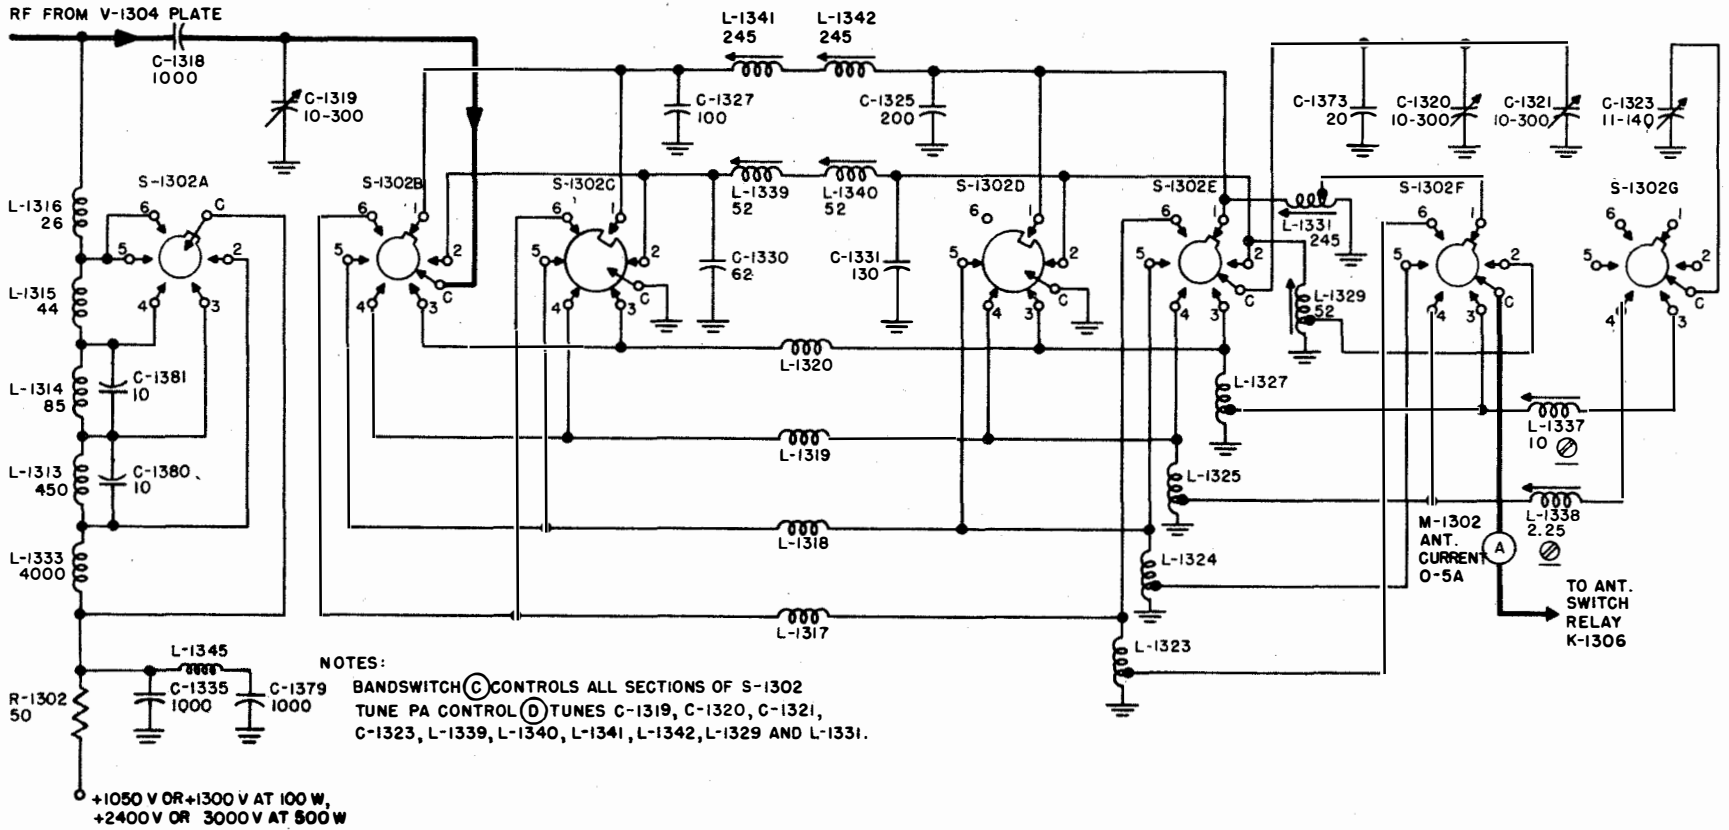 RF FROM V-1304 PLATE
C-1318
1000
C-1319
10-300
L-1341
245
L-1342
245
C-1327
100
C-1325
200
C-1373
20
C-1320
10-300
C-1321
10-300
C-1323
11-140
L-1316
26
S-1302A
6
C
5
2
4
3
S-1302B
6
1
5
2
4
3
C
S-1302C
6
1
5
2
4
3
C
L-1339
52
L-1340
52
C-1330
62
C-1331
130
S-1302D
6
1
5
2
4
3
C
S-1302E
6
1
5
2
4
3
C
L-1331
245
L-1329
52
S-1302F
6
1
5
2
4
3
C
S-1302G
6
1
5
2
4
3
C
L-1315
44
L-1314
85
C-1381
10
L-1313
450
C-1380
10
L-1333
4000
L-1320
L-1319
L-1318
L-1317
L-1327
L-1325
L-1324
L-1323
L-1337
10
L-1338
2.25
M-1302
ANT.
CURRENT
0-5A
A
TO ANT.
SWITCH
RELAY
K-1306
L-1345
C-1335
1000
C-1379
1000
R-1302
50
NOTES:
BANDSWITCH C CONTROLS ALL SECTIONS OF S-1302
TUNE PA CONTROL D TUNES C-1319, C-1320, C-1321,
C-1323, L-1339, L-1340, L-1341, L-1342, L-1329 AND L-1331.
+1050 V OR +1300 V AT 100 W,
+2400 V OR 3000 V AT 500 W